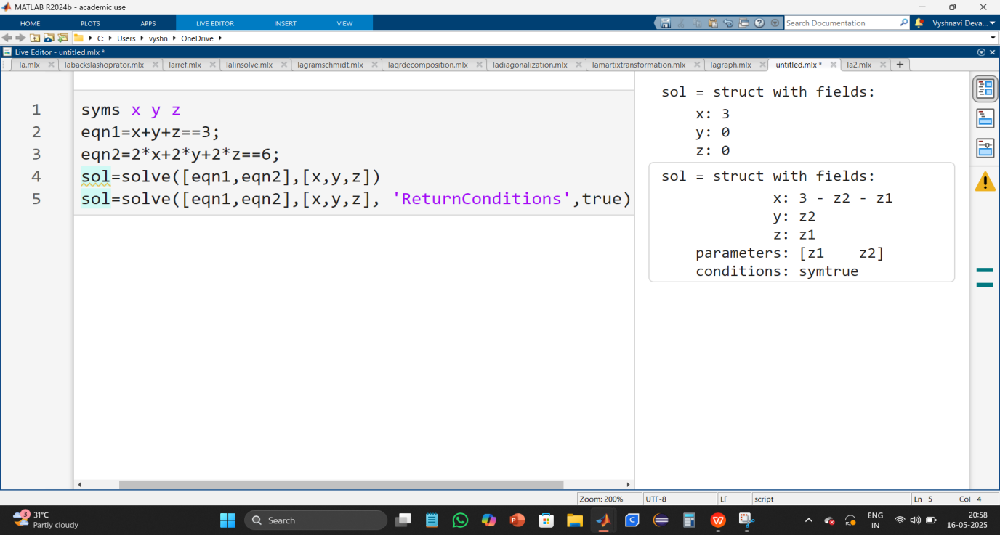 MATLAB R2024b - academic use
HOME PLOTS APPS LIVE EDITOR INSERT VIEW
Search Documentation
Vyshnavi Deva...
C: Users vyshn OneDrive
Live Editor - untitled.mlx *
la.mlx labackslashoprator.mlx larref.mlx lalinsolve.mlx lagramschmidt.mlx laqrdecomposition.mlx ladiagonalization.mlx lamartixtransformation.mlx lagraph.mlx untitled.mlx * la2.mlx +
1 syms x y z
2 eqn1=x+y+z==3;
3 eqn2=2*x+2*y+2*z==6;
4 sol=solve([eqn1,eqn2],[x,y,z])
5 sol=solve([eqn1,eqn2],[x,y,z], 'ReturnConditions',true)
sol = struct with fields:
x: 3
y: 0
z: 0
sol = struct with fields:
x: 3 - z2 - z1
y: z2
z: z1
parameters: [z1 z2]
conditions: symtrue
Zoom: 200% UTF-8 LF script Ln 5 Col 4
3
31°C
Partly cloudy
Search
ENG
IN
20:58
16-05-2025